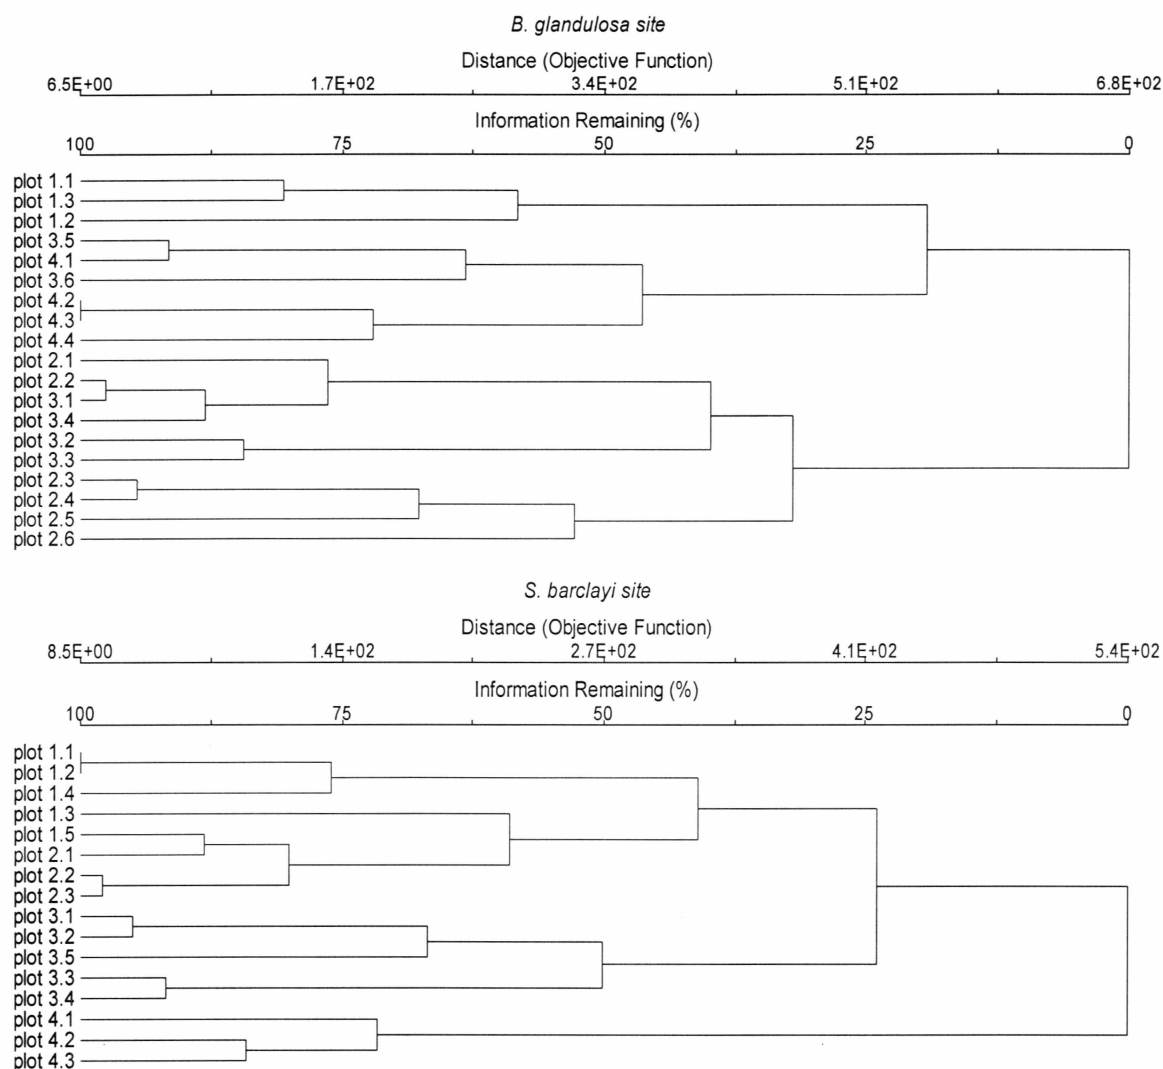 B. glandulosa site
Distance (Objective Function)
6.5E+00 1.7E+02 3.4E+02 5.1E+02 6.8E+02
Information Remaining (%)
100 75 50 25 0
plot 1.1
plot 1.3
plot 1.2
plot 3.5
plot 4.1
plot 3.6
plot 4.2
plot 4.3
plot 4.4
plot 2.1
plot 2.2
plot 3.1
plot 3.4
plot 3.2
plot 3.3
plot 2.3
plot 2.4
plot 2.5
plot 2.6
S. barclayi site
Distance (Objective Function)
8.5E+00 1.4E+02 2.7E+02 4.1E+02 5.4E+02
Information Remaining (%)
100 75 50 25 0
plot 1.1
plot 1.2
plot 1.4
plot 1.3
plot 1.5
plot 2.1
plot 2.2
plot 2.3
plot 3.1
plot 3.2
plot 3.5
plot 3.3
plot 3.4
plot 4.1
plot 4.2
plot 4.3